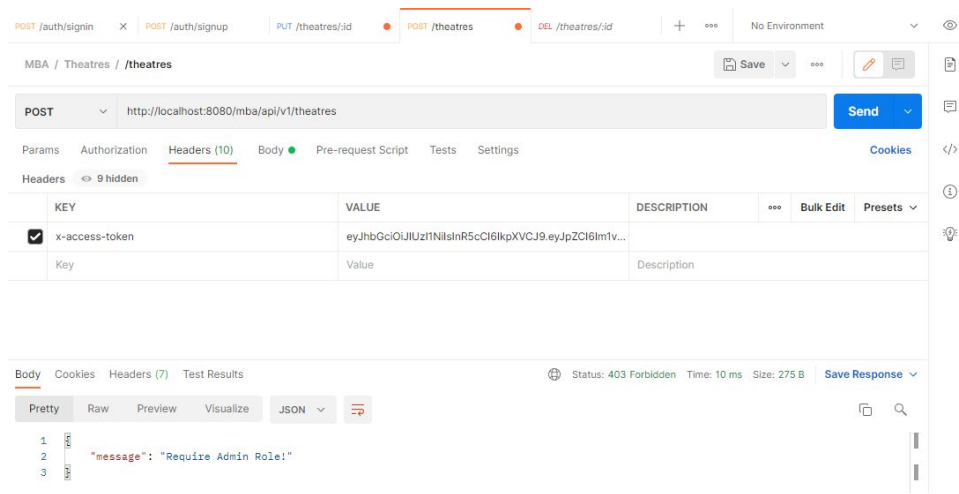 POST /auth/signin POST /auth/signup PUT /theatres/:id POST /theatres DEL /theatres/:id No Environment
MBA / Theatres / /theatres Save
POST http://localhost:8080/mba/api/v1/theatres Send
Params Authorization Headers (10) Body Pre-request Script Tests Settings Cookies
Headers 9 hidden
KEY VALUE DESCRIPTION Bulk Edit Presets
x-access-token
Key Value Description
Body Cookies Headers (7) Test Results Status: 403 Forbidden Time: 10 ms Size: 275 B Save Response
Pretty Raw Preview Visualize JSON
1 {
2 "message": "Require Admin Role!"
3 }